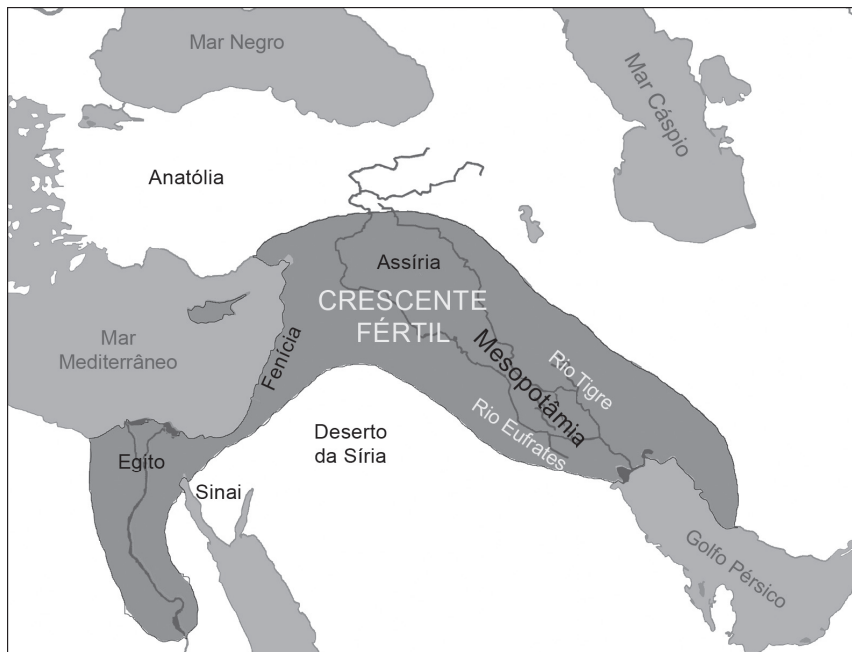 Mar Negro
Mar Cáspio
Anatólia
Assíria
CRESCENTE
FÉRTIL
Mar
Mediterrâneo
Fenícia
Mesopotâmia
Rio Tigre
Rio Eufrates
Deserto
da Síria
Egito
Sinai
Golfo Pérsico